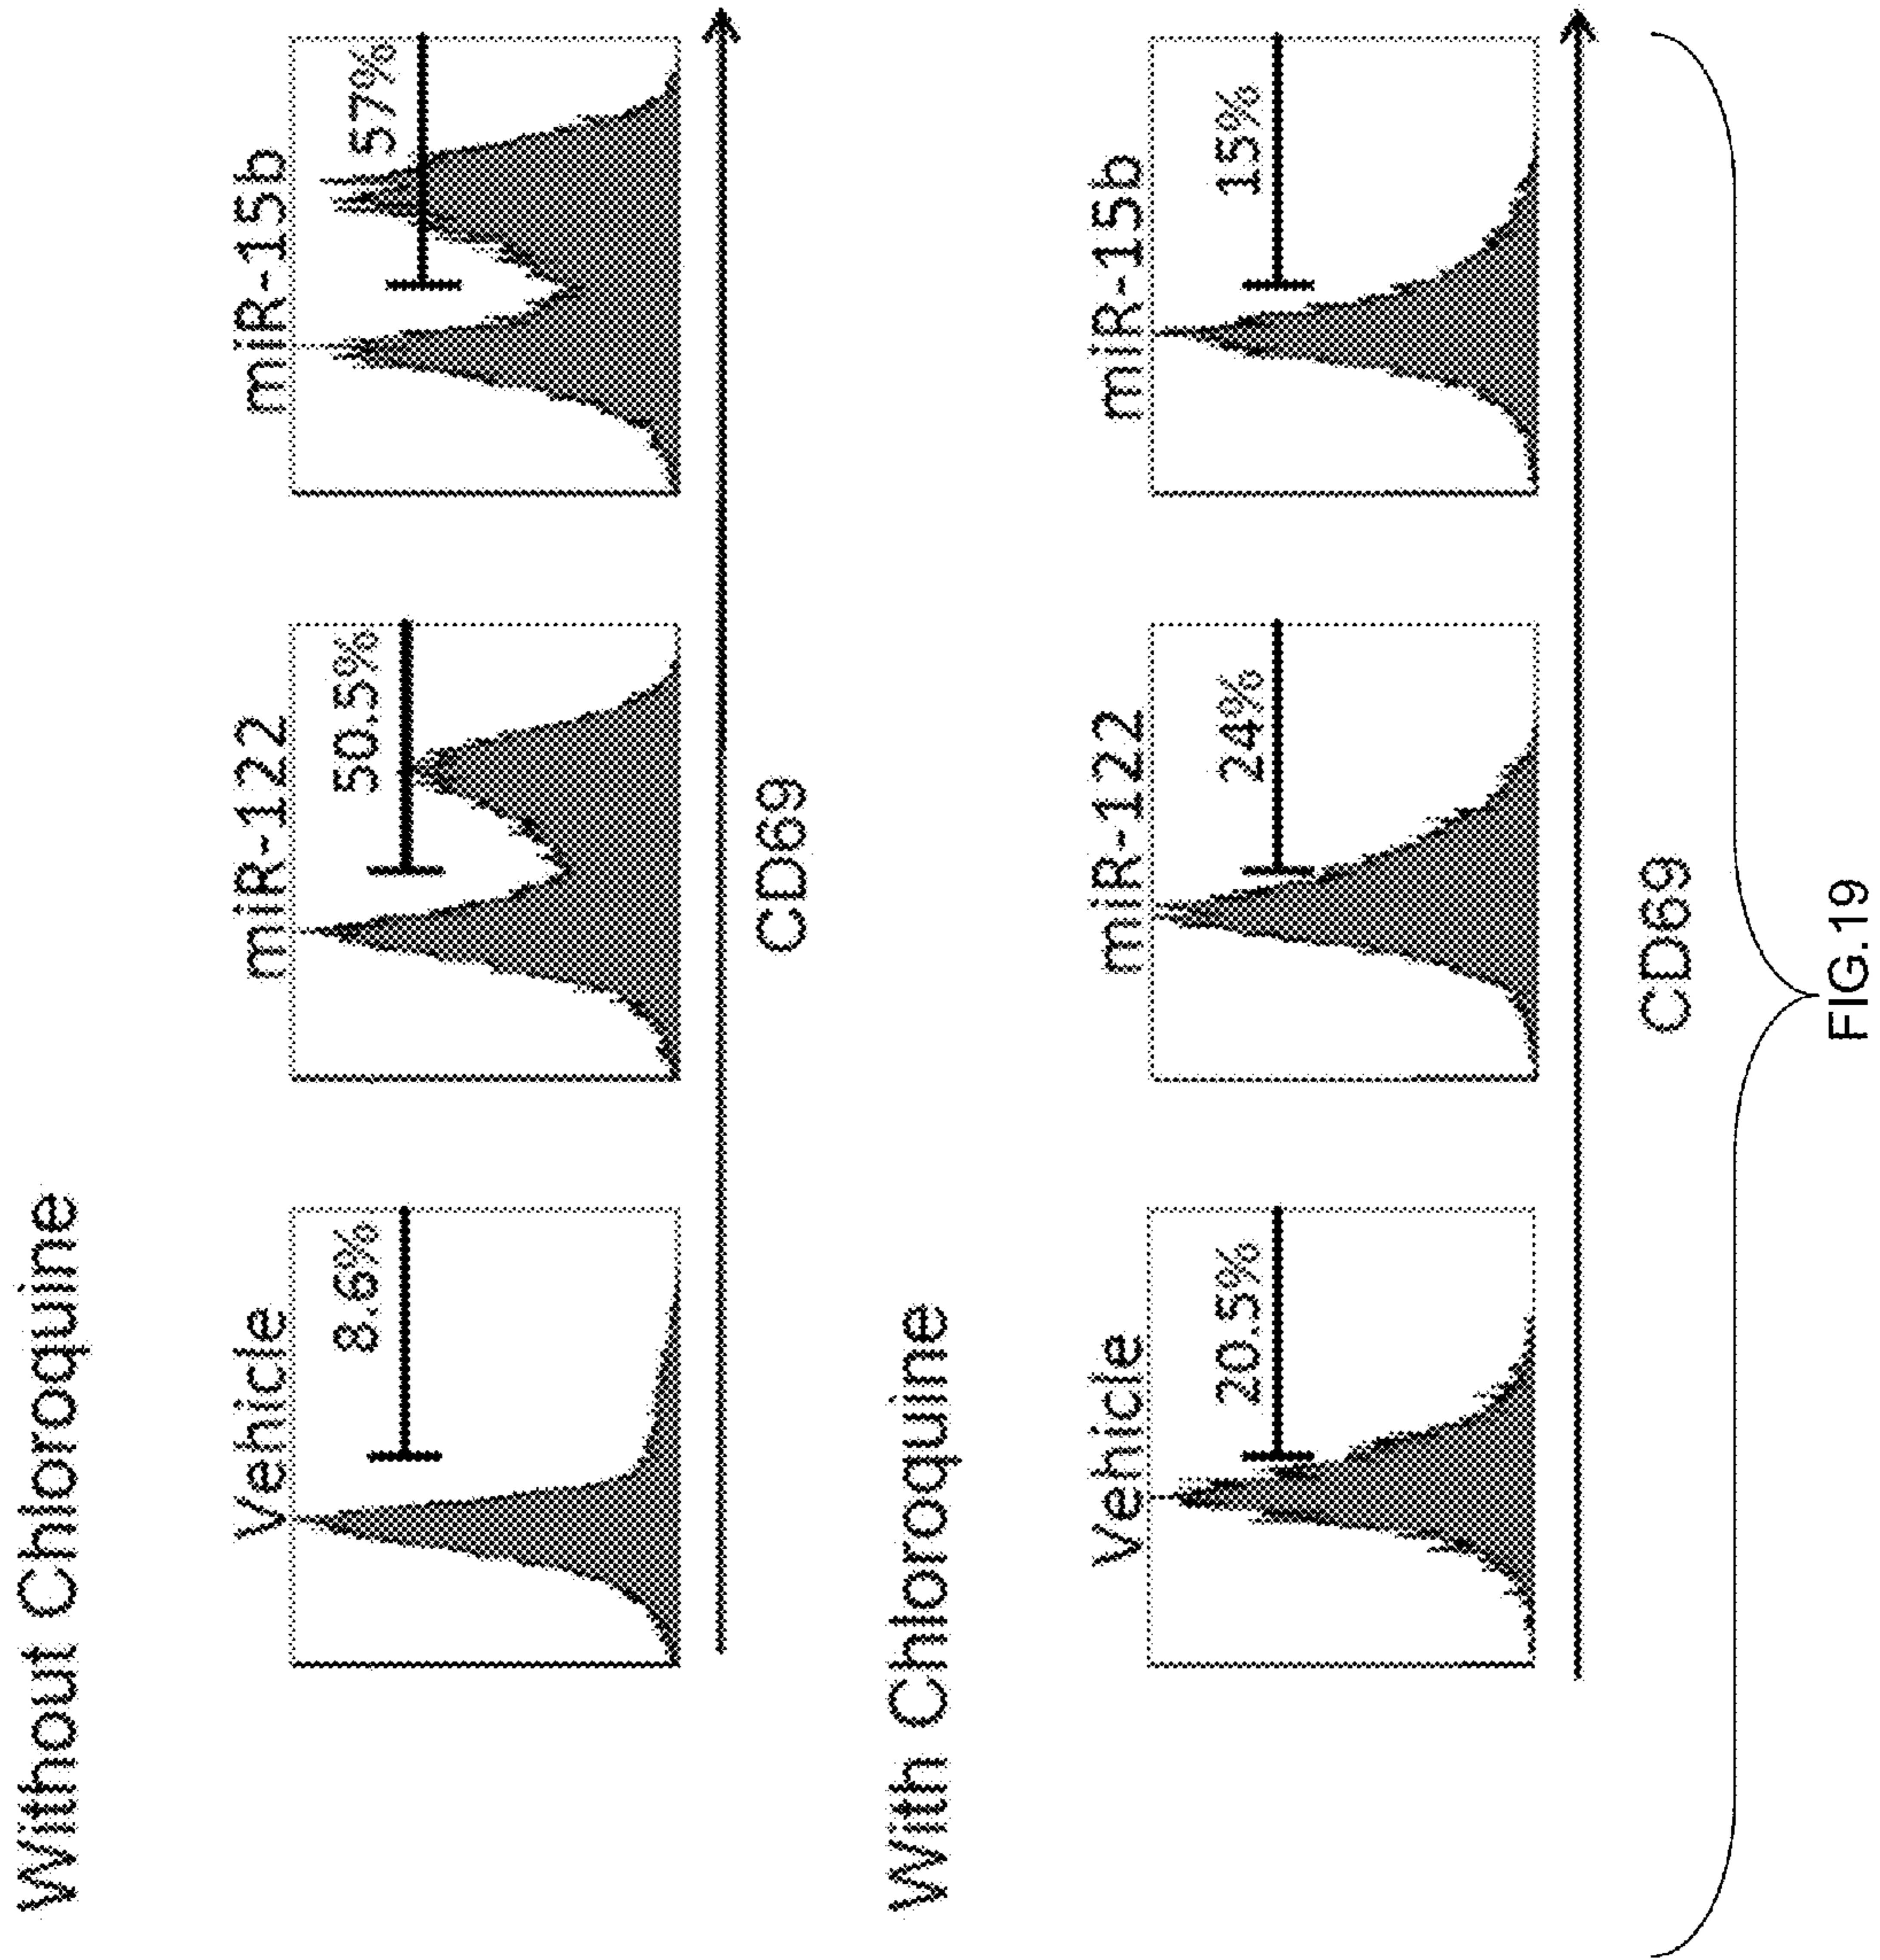 Without Chloroquine
Vehicle
miR-122
miR-15b
8.6%
50.5%
57%
CD69
With Chloroquine
Vehicle
miR-122
miR-15b
20.5%
24%
15%
CD69
FIG.19